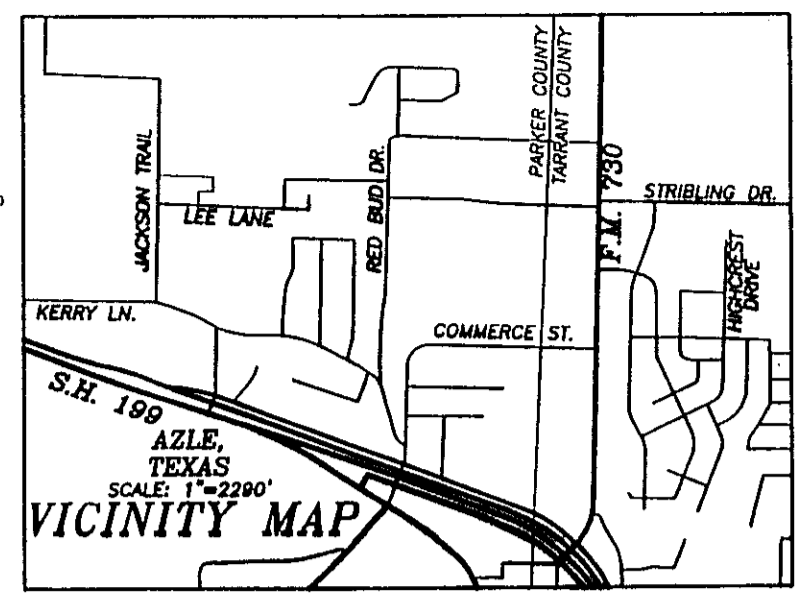 PARKER COUNTY
TARRANT COUNTY
JACKSON TRAIL
RED BUD DR.
F.M. 730
STRIBLING DR.
LEE LANE
HIGHCREST
DRIVE
KERRY LN.
COMMERCE ST.
S.H. 199
AZLE,
TEXAS
SCALE: 1"=2290'
VICINITY MAP